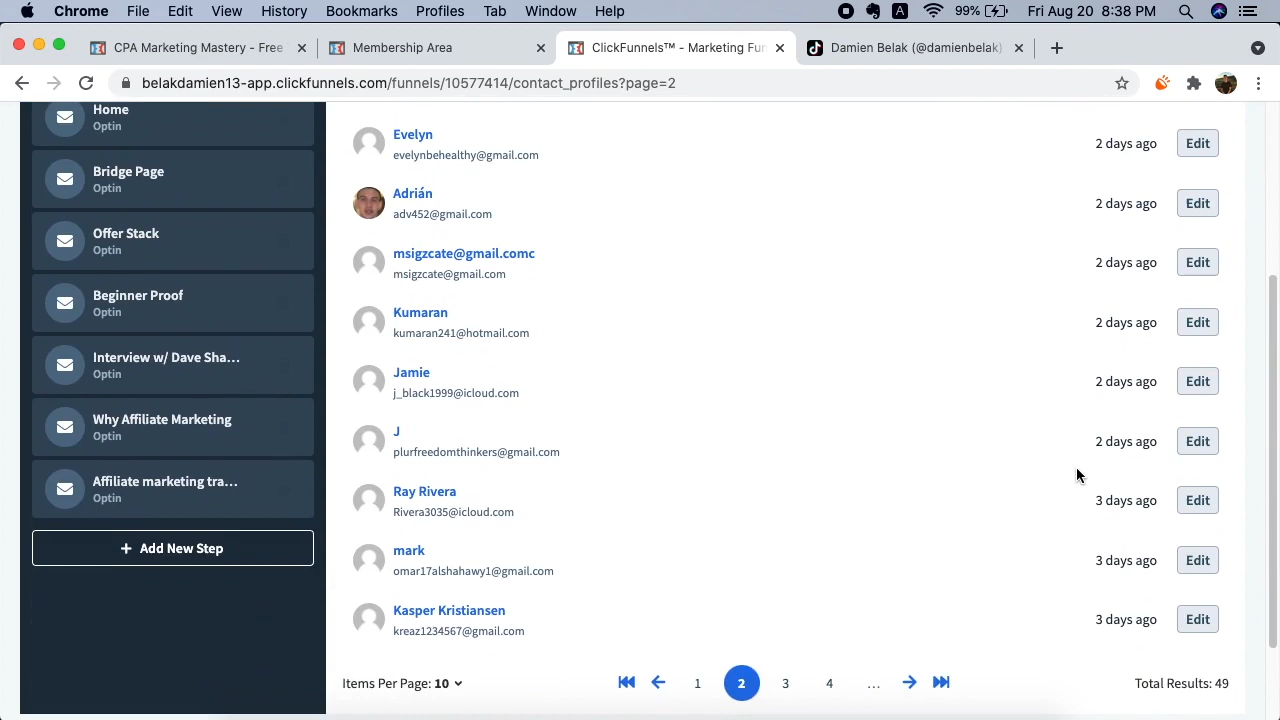 Chrome File Edit View History Bookmarks Profiles Tab Window Help A 99% Fri Aug 20 8:38 PM
CPA Marketing Mastery - Free Membership Area ClickFunnels™ - Marketing Fun Damien Belak (@damienbelak)
belakdamien13-app.clickfunnels.com/funnels/10577414/contact_profiles?page=2
Home
Optin
Bridge Page
Optin
Offer Stack
Optin
Beginner Proof
Optin
Interview w/ Dave Sha...
Optin
Why Affiliate Marketing
Optin
Affiliate marketing tra...
Optin
+ Add New Step
Evelyn
evelynbehealthy@gmail.com
2 days ago Edit
Adrián
adv452@gmail.com
2 days ago Edit
msigzcate@gmail.comc
msigzcate@gmail.com
2 days ago Edit
Kumaran
kumaran241@hotmail.com
2 days ago Edit
Jamie
j_black1999@icloud.com
2 days ago Edit
J
plurfreedomthinkers@gmail.com
2 days ago Edit
Ray Rivera
Rivera3035@icloud.com
3 days ago Edit
mark
omar17alshahawy1@gmail.com
3 days ago Edit
Kasper Kristiansen
kreaz1234567@gmail.com
3 days ago Edit
Items Per Page: 10 1 2 3 4 ... Total Results: 49